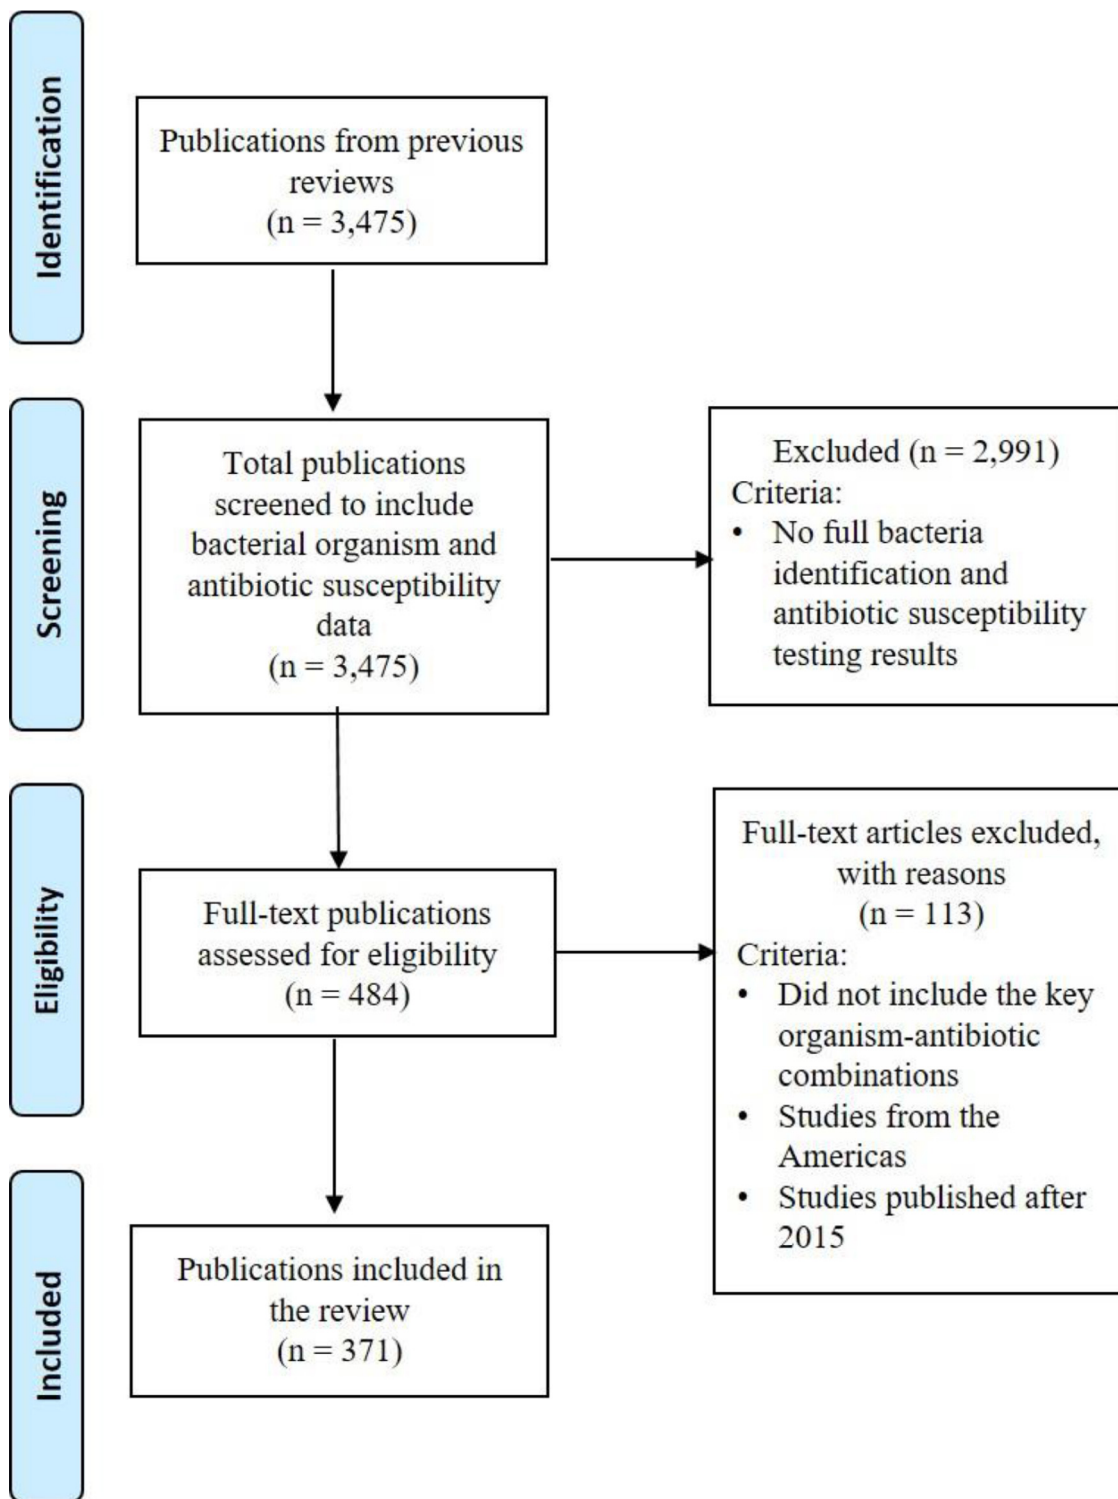 Identification
Publications from previous
reviews
(n = 3,475)
Screening
Total publications
screened to include
bacterial organism and
antibiotic susceptibility
data
(n = 3,475)
Excluded (n = 2,991)
Criteria:
• No full bacteria
identification and
antibiotic susceptibility
testing results
Eligibility
Full-text publications
assessed for eligibility
(n = 484)
Full-text articles excluded,
with reasons
(n = 113)
Criteria:
• Did not include the key
organism-antibiotic
combinations
• Studies from the
Americas
• Studies published after
2015
Included
Publications included in
the review
(n = 371)